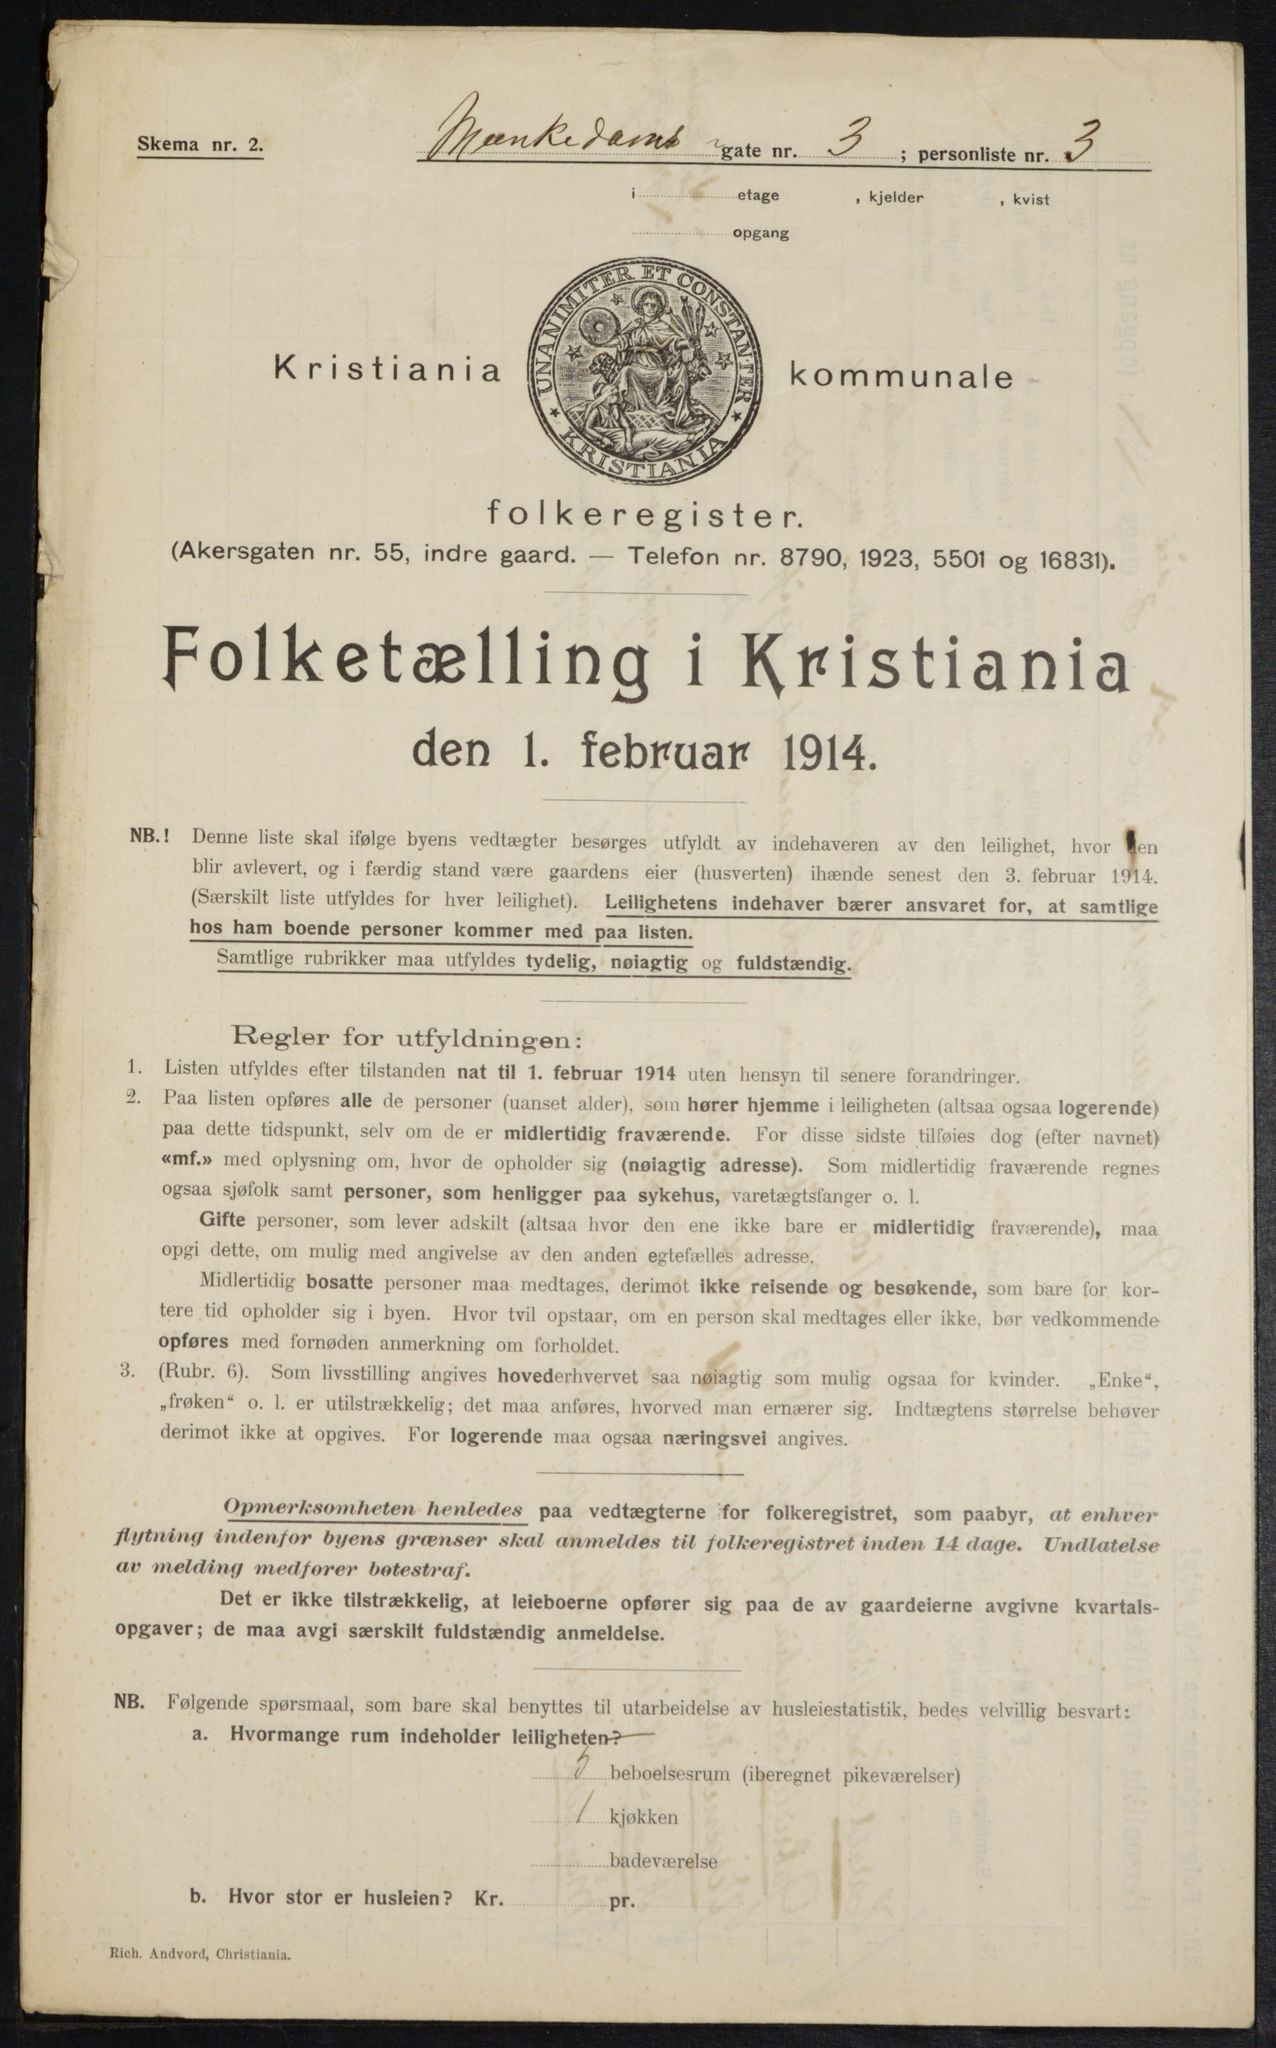 Skema nr. 2.
Munkedams gate nr. 3 ; personliste nr. 3
i etage , kjelder , kvist
opgang
UNANIMITER ET CONSTANTER
KRISTIANIA
Kristiania kommunale
folkeregister.
(Akersgaten nr. 55, indre gaard. — Telefon nr. 8790, 1923, 5501 og 16831).
Folketælling i Kristiania
den 1. februar 1914.
NB.! Denne liste skal ifølge byens vedtægter besørges utfyldt av indehaveren av den leilighet, hvor den
blir avlevert, og i færdig stand være gaardens eier (husverten) ihænde senest den 3. februar 1914.
(Særskilt liste utfyldes for hver leilighet). Leilighetens indehaver bærer ansvaret for, at samtlige
hos ham boende personer kommer med paa listen.
Samtlige rubrikker maa utfyldes tydelig, nøiagtig og fuldstændig.
Regler for utfyldningen:
1. Listen utfyldes efter tilstanden nat til 1. februar 1914 uten hensyn til senere forandringer.
2. Paa listen opføres alle de personer (uanset alder), som hører hjemme i leiligheten (altsaa ogsaa logerende)
paa dette tidspunkt, selv om de er midlertidig fraværende. For disse sidste tilføies dog (efter navnet)
«mf.» med oplysning om, hvor de opholder sig (nøiagtig adresse). Som midlertidig fraværende regnes
ogsaa sjøfolk samt personer, som henligger paa sykehus, varetægtsfanger o. l.
Gifte personer, som lever adskilt (altsaa hvor den ene ikke bare er midlertidig fraværende), maa
opgi dette, om mulig med angivelse av den anden egtefælles adresse.
Midlertidig bosatte personer maa medtages, derimot ikke reisende og besøkende, som bare for kor-
tere tid opholder sig i byen. Hvor tvil opstaar, om en person skal medtages eller ikke, bør vedkommende
opføres med fornøden anmerkning om forholdet.
3. (Rubr. 6). Som livsstilling angives hovederhvervet saa nøiagtig som mulig ogsaa for kvinder. „Enke“,
„frøken“ o. l. er utilstrækkelig; det maa anføres, hvorved man ernærer sig. Indtægtens størrelse behøver
derimot ikke at opgives. For logerende maa ogsaa næringsvei angives.
Opmerksomheten henledes paa vedtægterne for folkeregistret, som paabyr, at enhver
flytning indenfor byens grænser skal anmeldes til folkeregistret inden 14 dage. Undlatelse
av melding medfører bøtestraf.
Det er ikke tilstrækkelig, at leieboerne opfører sig paa de av gaardeierne avgivne kvartals-
opgaver; de maa avgi særskilt fuldstændig anmeldelse.
NB. Følgende spørsmaal, som bare skal benyttes til utarbeidelse av husleiestatistik, bedes velvillig besvart:
a. Hvormange rum indeholder leiligheten?
3 beboelsesrum (iberegnet pikeværelser)
1 kjøkken
badeværelse
b. Hvor stor er husleien? Kr. pr.
Rich. Andvord, Christiania.